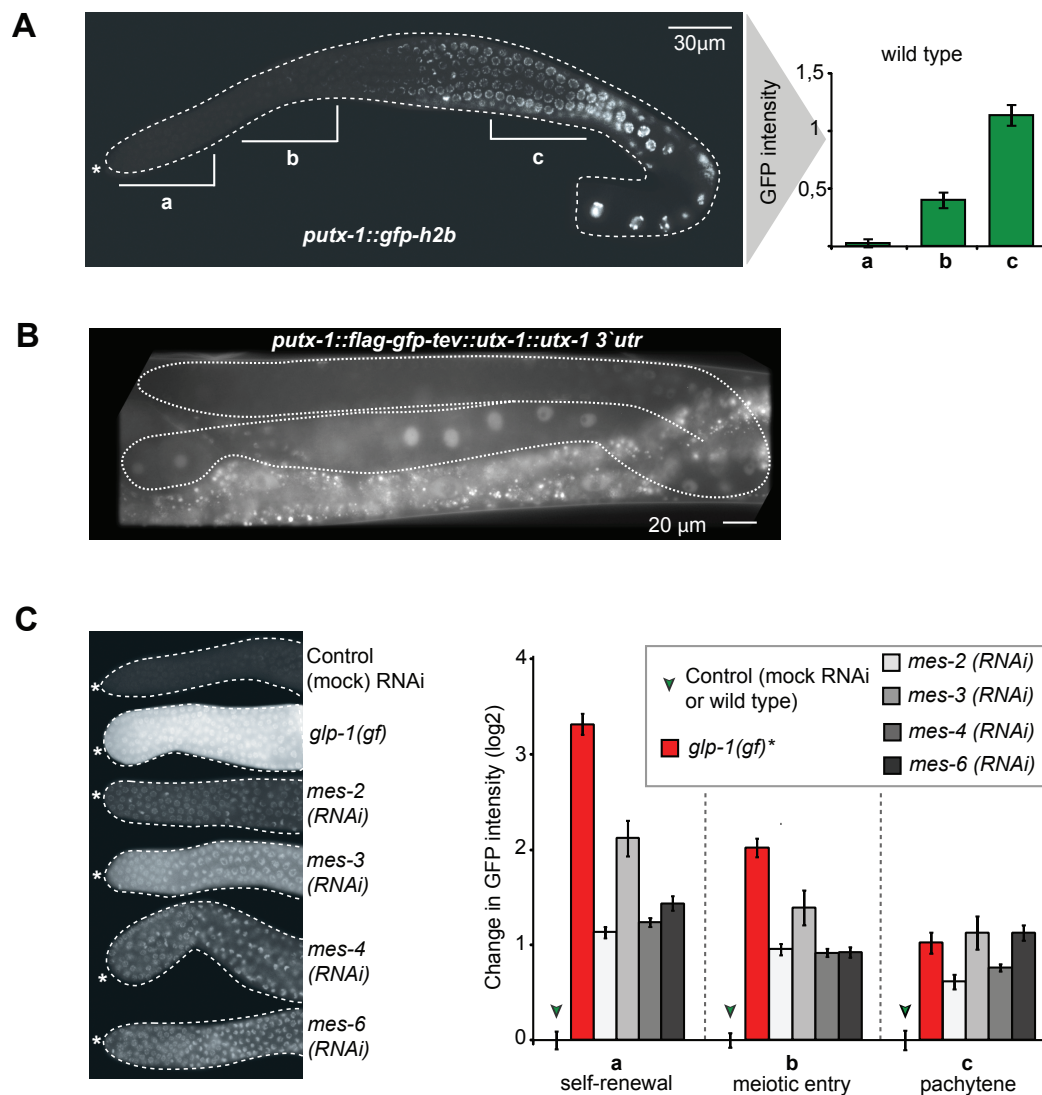 A
30µm
*
a
b
c
putx-1::gfp-h2b
wild type
GFP intensity
1,5
1
0,5
a
b
c
B
putx-1::flag-gfp-tev::utx-1::utx-1 3`utr
20 µm
C
*
Control
(mock) RNAi
*
glp-1(gf)
*
mes-2
(RNAi)
*
mes-3
(RNAi)
*
mes-4
(RNAi)
*
mes-6
(RNAi)
Change in GFP intensity (log2)
4
3
2
1
0
Control (mock RNAi
or wild type)
glp-1(gf)*
mes-2 (RNAi)
mes-3 (RNAi)
mes-4 (RNAi)
mes-6 (RNAi)
a
self-renewal
b
meiotic entry
c
pachytene